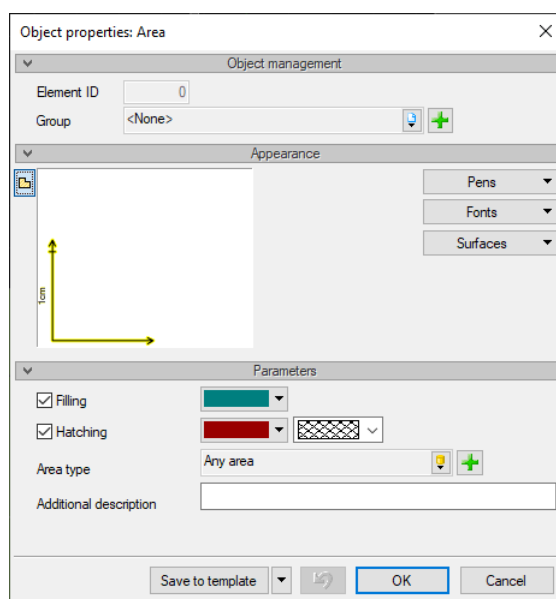 Object properties: Area
Object management
Element ID 0
Group <None>
Appearance
Pens
Fonts
Surfaces
1cm
Parameters
Filling
Hatching
Area type Any area
Additional description
Save to template OK Cancel